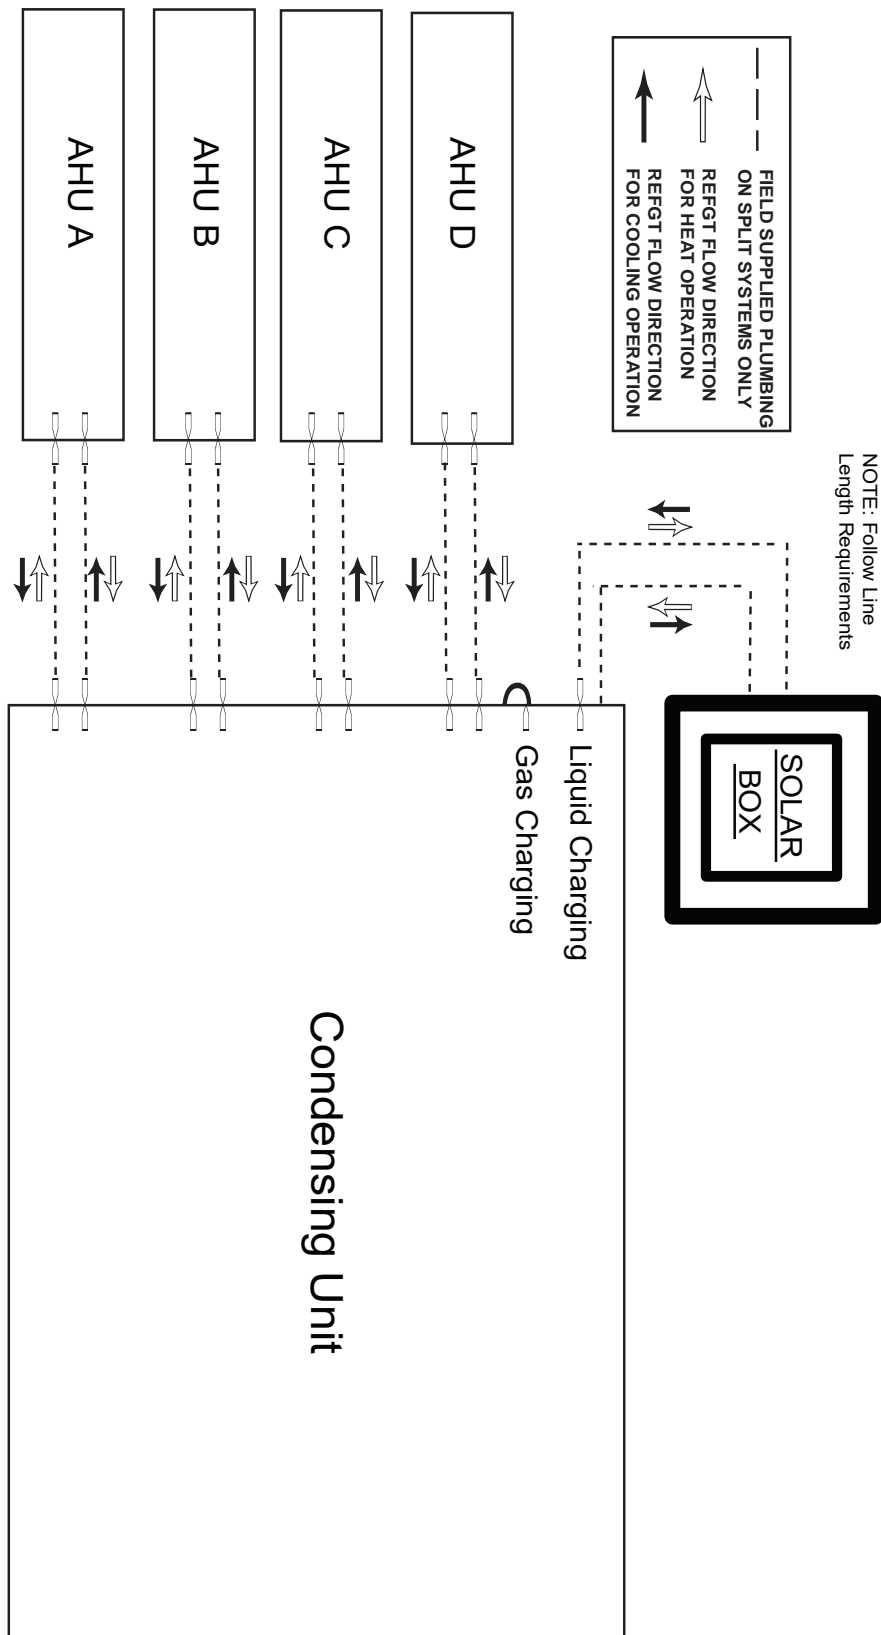 NOTE: Follow Line
Length Requirements
FIELD SUPPLIED PLUMBING
ON SPLIT SYSTEMS ONLY
REFGT FLOW DIRECTION
FOR HEAT OPERATION
REFGT FLOW DIRECTION
FOR COOLING OPERATION
SOLAR
BOX
AHU D
AHU C
AHU B
AHU A
Liquid Charging
Gas Charging
Condensing Unit